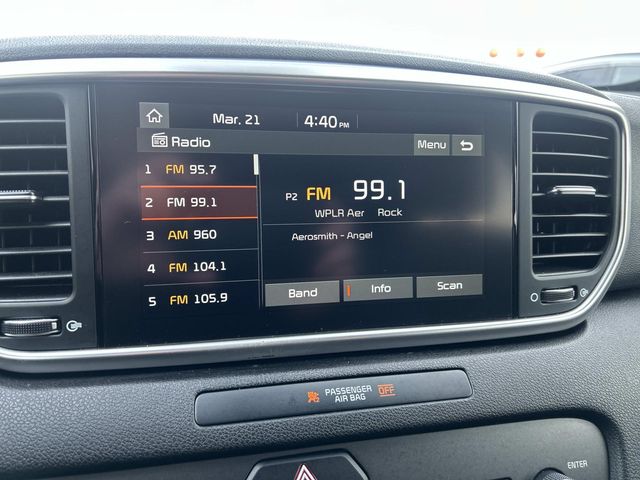 Mar. 21 4:40 PM
Radio Menu
1 FM 95.7
2 FM 99.1
3 AM 960
4 FM 104.1
5 FM 105.9
P2 FM 99.1
WPLR Aer Rock
Aerosmith - Angel
Band Info Scan
PASSENGER
AIR BAG OFF
ENTER